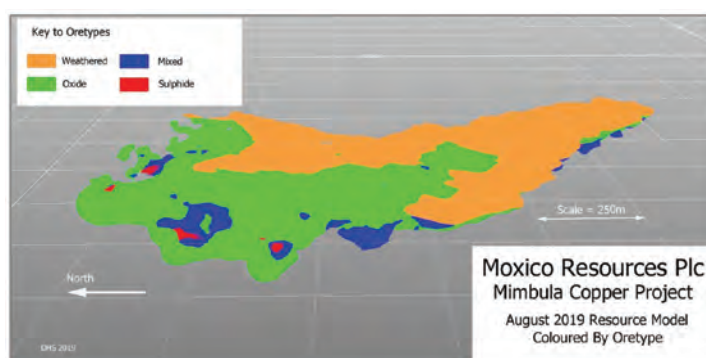 Key to Oretypes
Weathered Mixed
Oxide Sulphide
Scale = 250m
North
Moxico Resources Plc
Mimbula Copper Project
August 2019 Resource Model
Coloured By Oretype